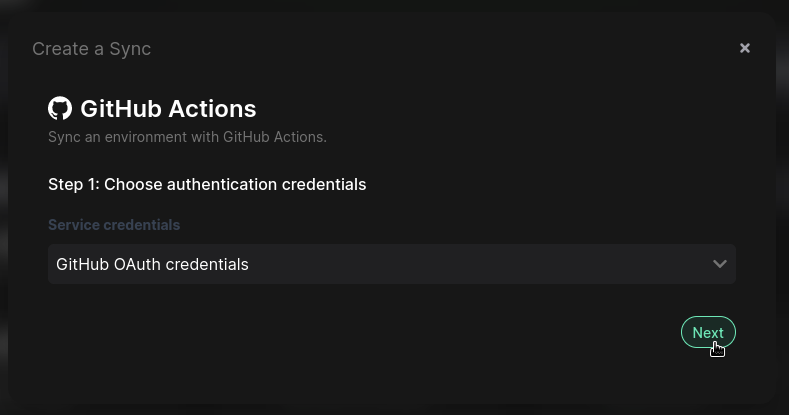 Create a Sync
GitHub Actions
Sync an environment with GitHub Actions.
Step 1: Choose authentication credentials
Service credentials
GitHub OAuth credentials
Next